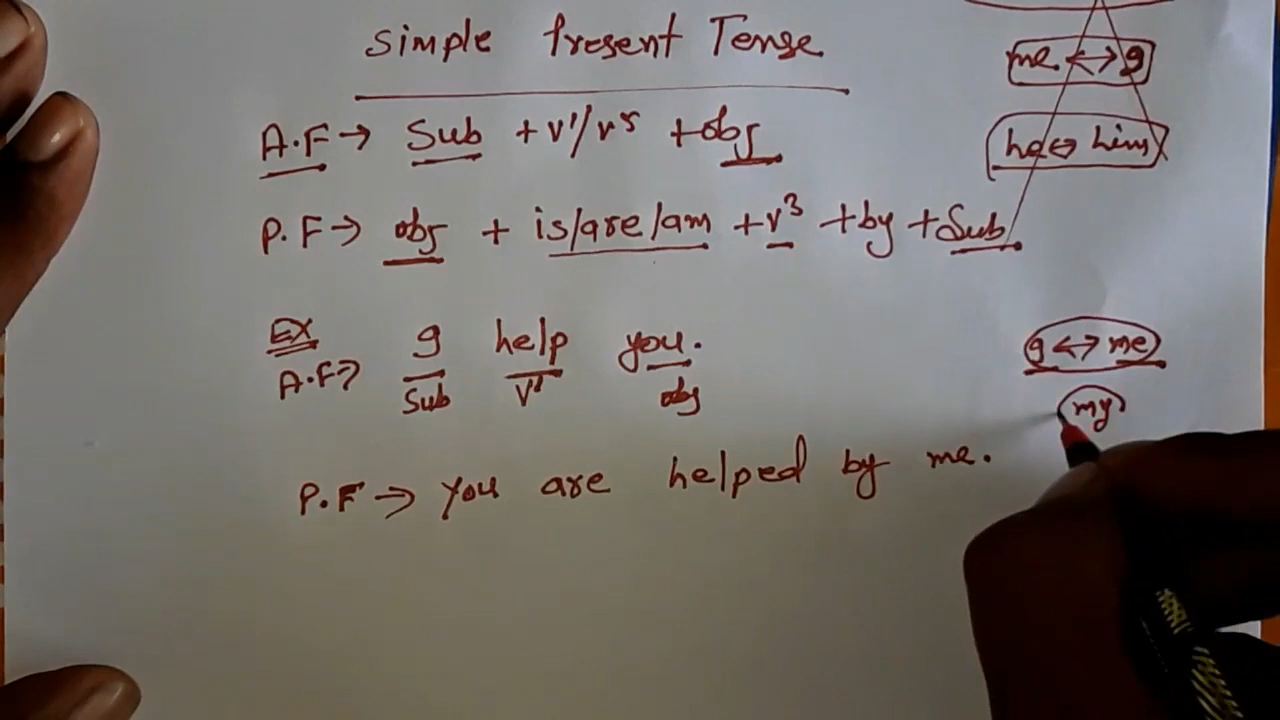 Simple Present Tense
me ↔ I
A.F → Sub + v¹/v⁵ + obj
he ↔ him
P.F → obj + is/are/am + v³ + by + Sub
EX
A.F → I help you.
I ↔ me
Sub V¹ obj
my
P.F → you are helped by me.